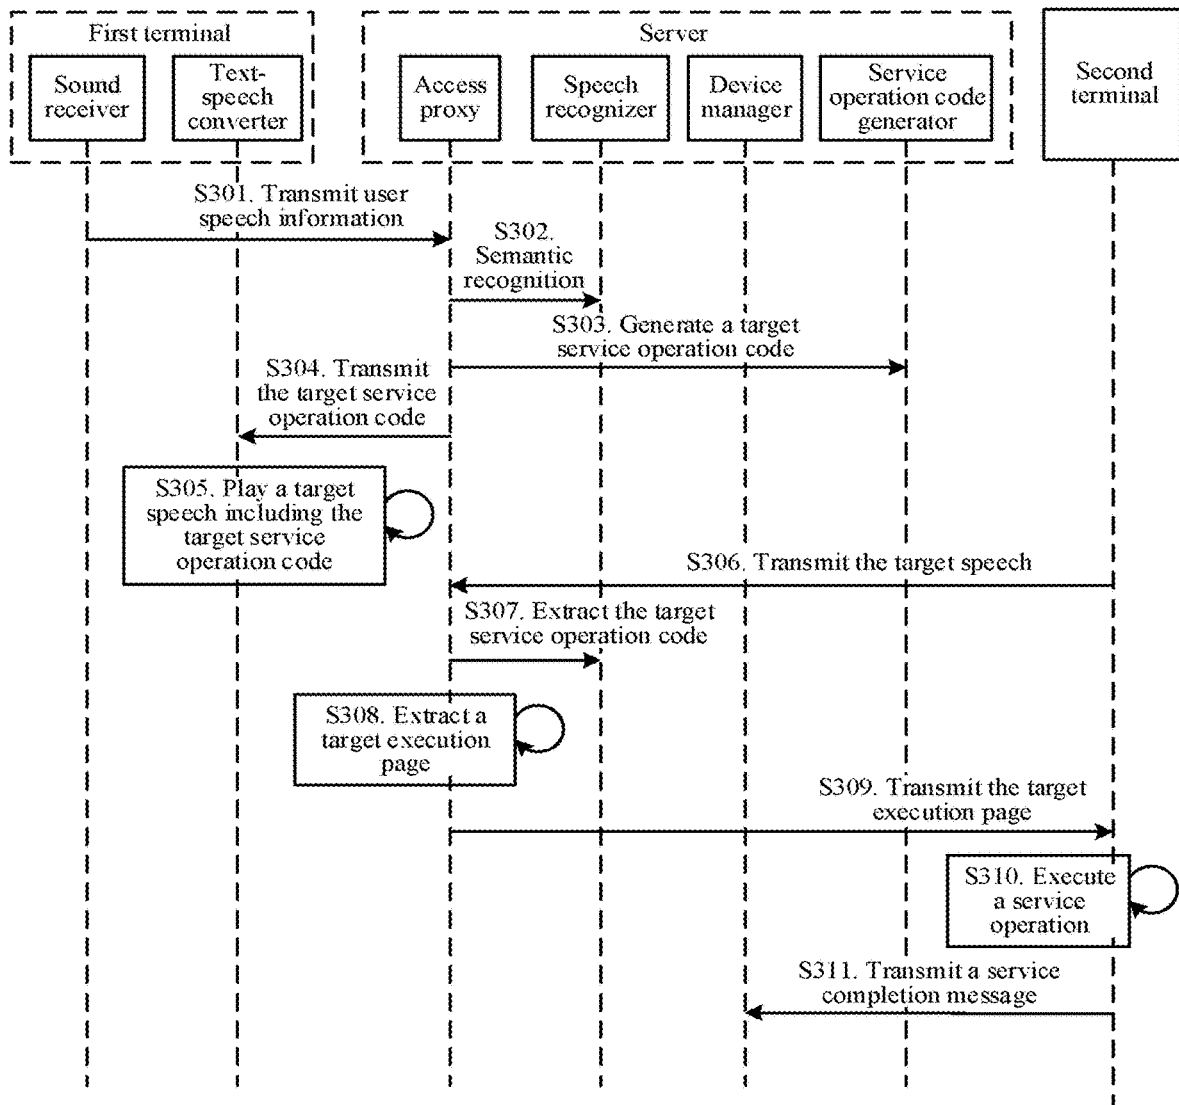 First terminal
Server
Sound
receiver
Text-
speech
converter
Access
proxy
Speech
recognizer
Device
manager
Service
operation code
generator
Second
terminal
S301. Transmit user
speech information
S302.
Semantic
recognition
S303. Generate a target
service operation code
S304. Transmit
the target service
operation code
S305. Play a target
speech including the
target service
operation code
S306. Transmit the target speech
S307. Extract the target
service operation code
S308. Extract a
target execution
page
S309. Transmit the target
execution page
S310. Execute
a service
operation
S311. Transmit a service
completion message